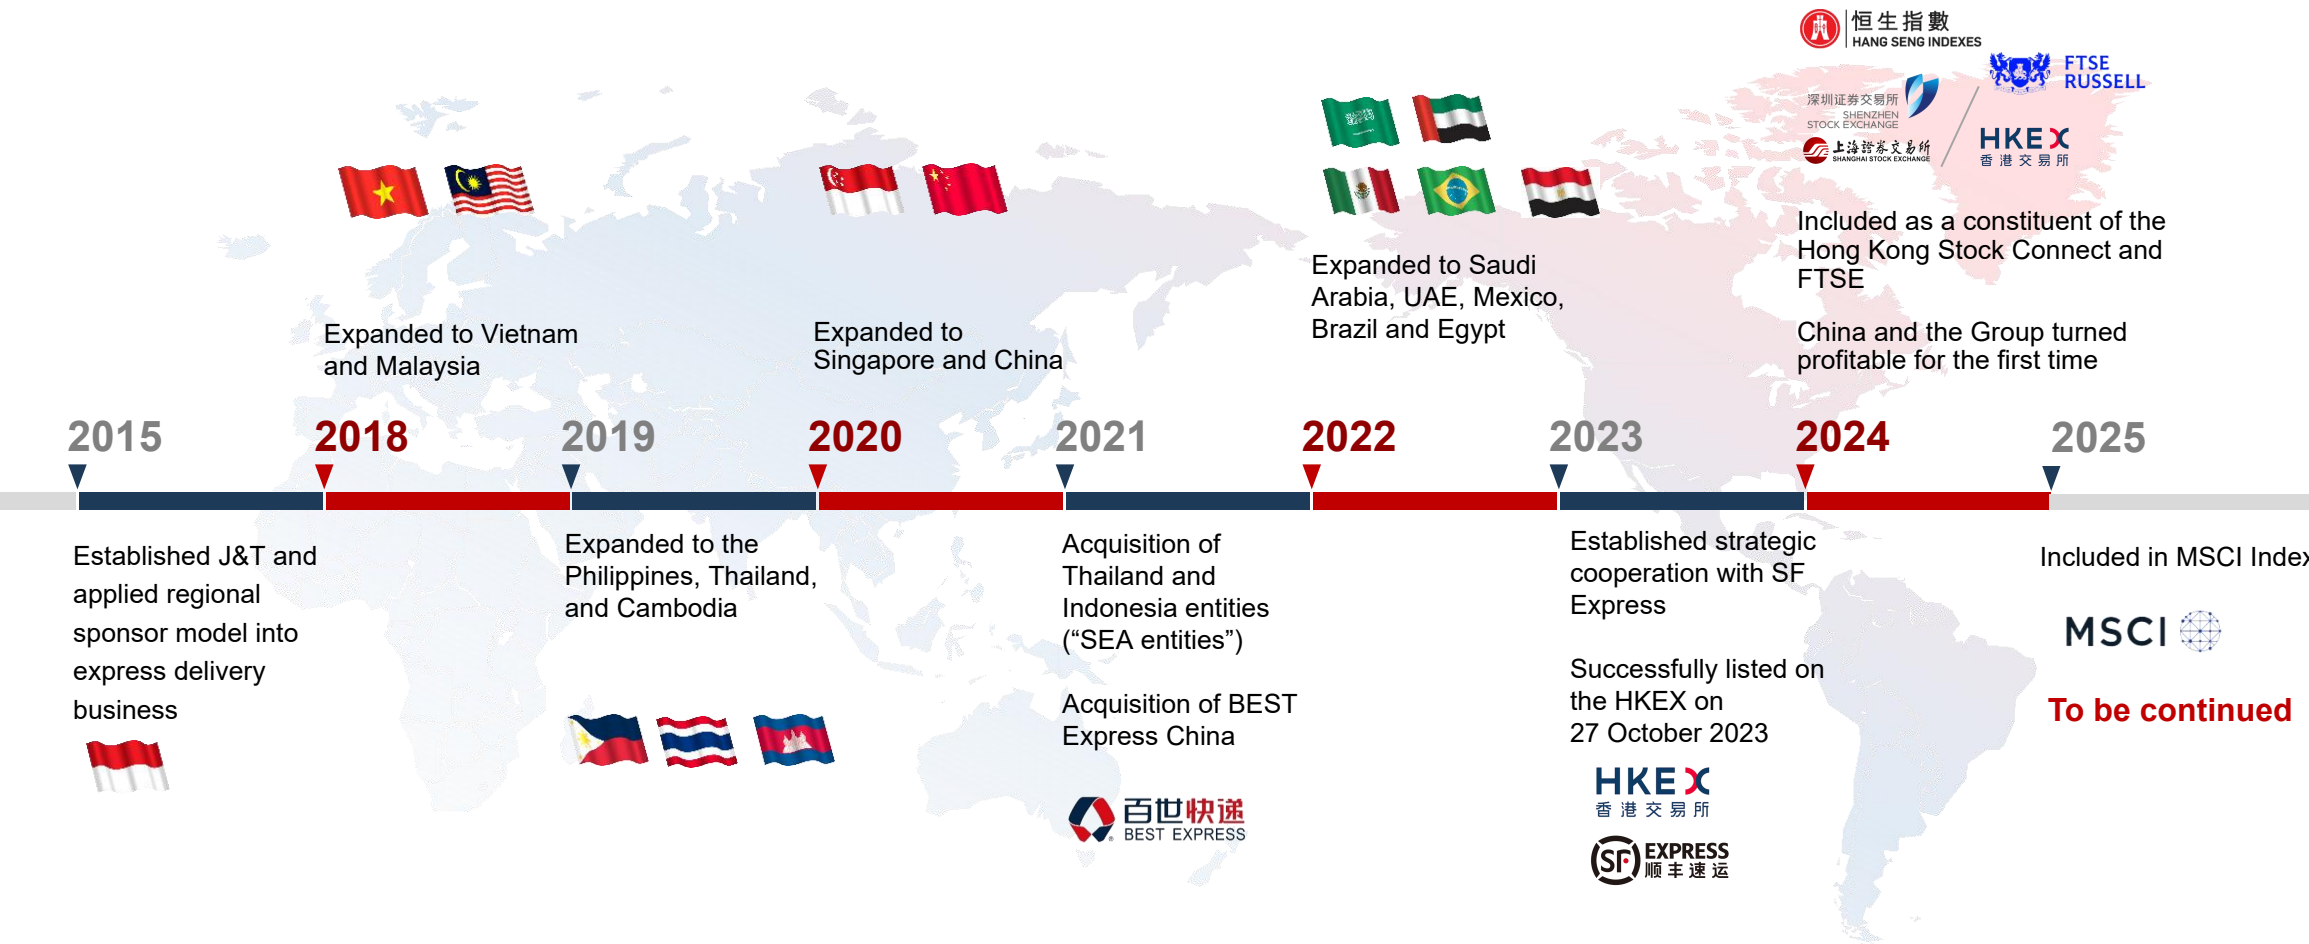 恒生指數
HANG SENG INDEXES
FTSE
RUSSELL
深圳证券交易所
SHENZHEN
STOCK EXCHANGE
上海證券交易所
SHANGHAI STOCK EXCHANGE
HKEX
香港交易所
Included as a constituent of the
Hong Kong Stock Connect and
FTSE
China and the Group turned
profitable for the first time
Expanded to Saudi
Arabia, UAE, Mexico,
Brazil and Egypt
Expanded to Vietnam
and Malaysia
Expanded to
Singapore and China
2015
2018
2019
2020
2021
2022
2023
2024
2025
Established J&T and
applied regional
sponsor model into
express delivery
business
Expanded to the
Philippines, Thailand,
and Cambodia
Acquisition of
Thailand and
Indonesia entities
(“SEA entities”)
Acquisition of BEST
Express China
百世快递
BEST EXPRESS
Established strategic
cooperation with SF
Express
Successfully listed on
the HKEX on
27 October 2023
HKEX
香港交易所
SF EXPRESS
顺丰速运
Included in MSCI Index
MSCI
To be continued